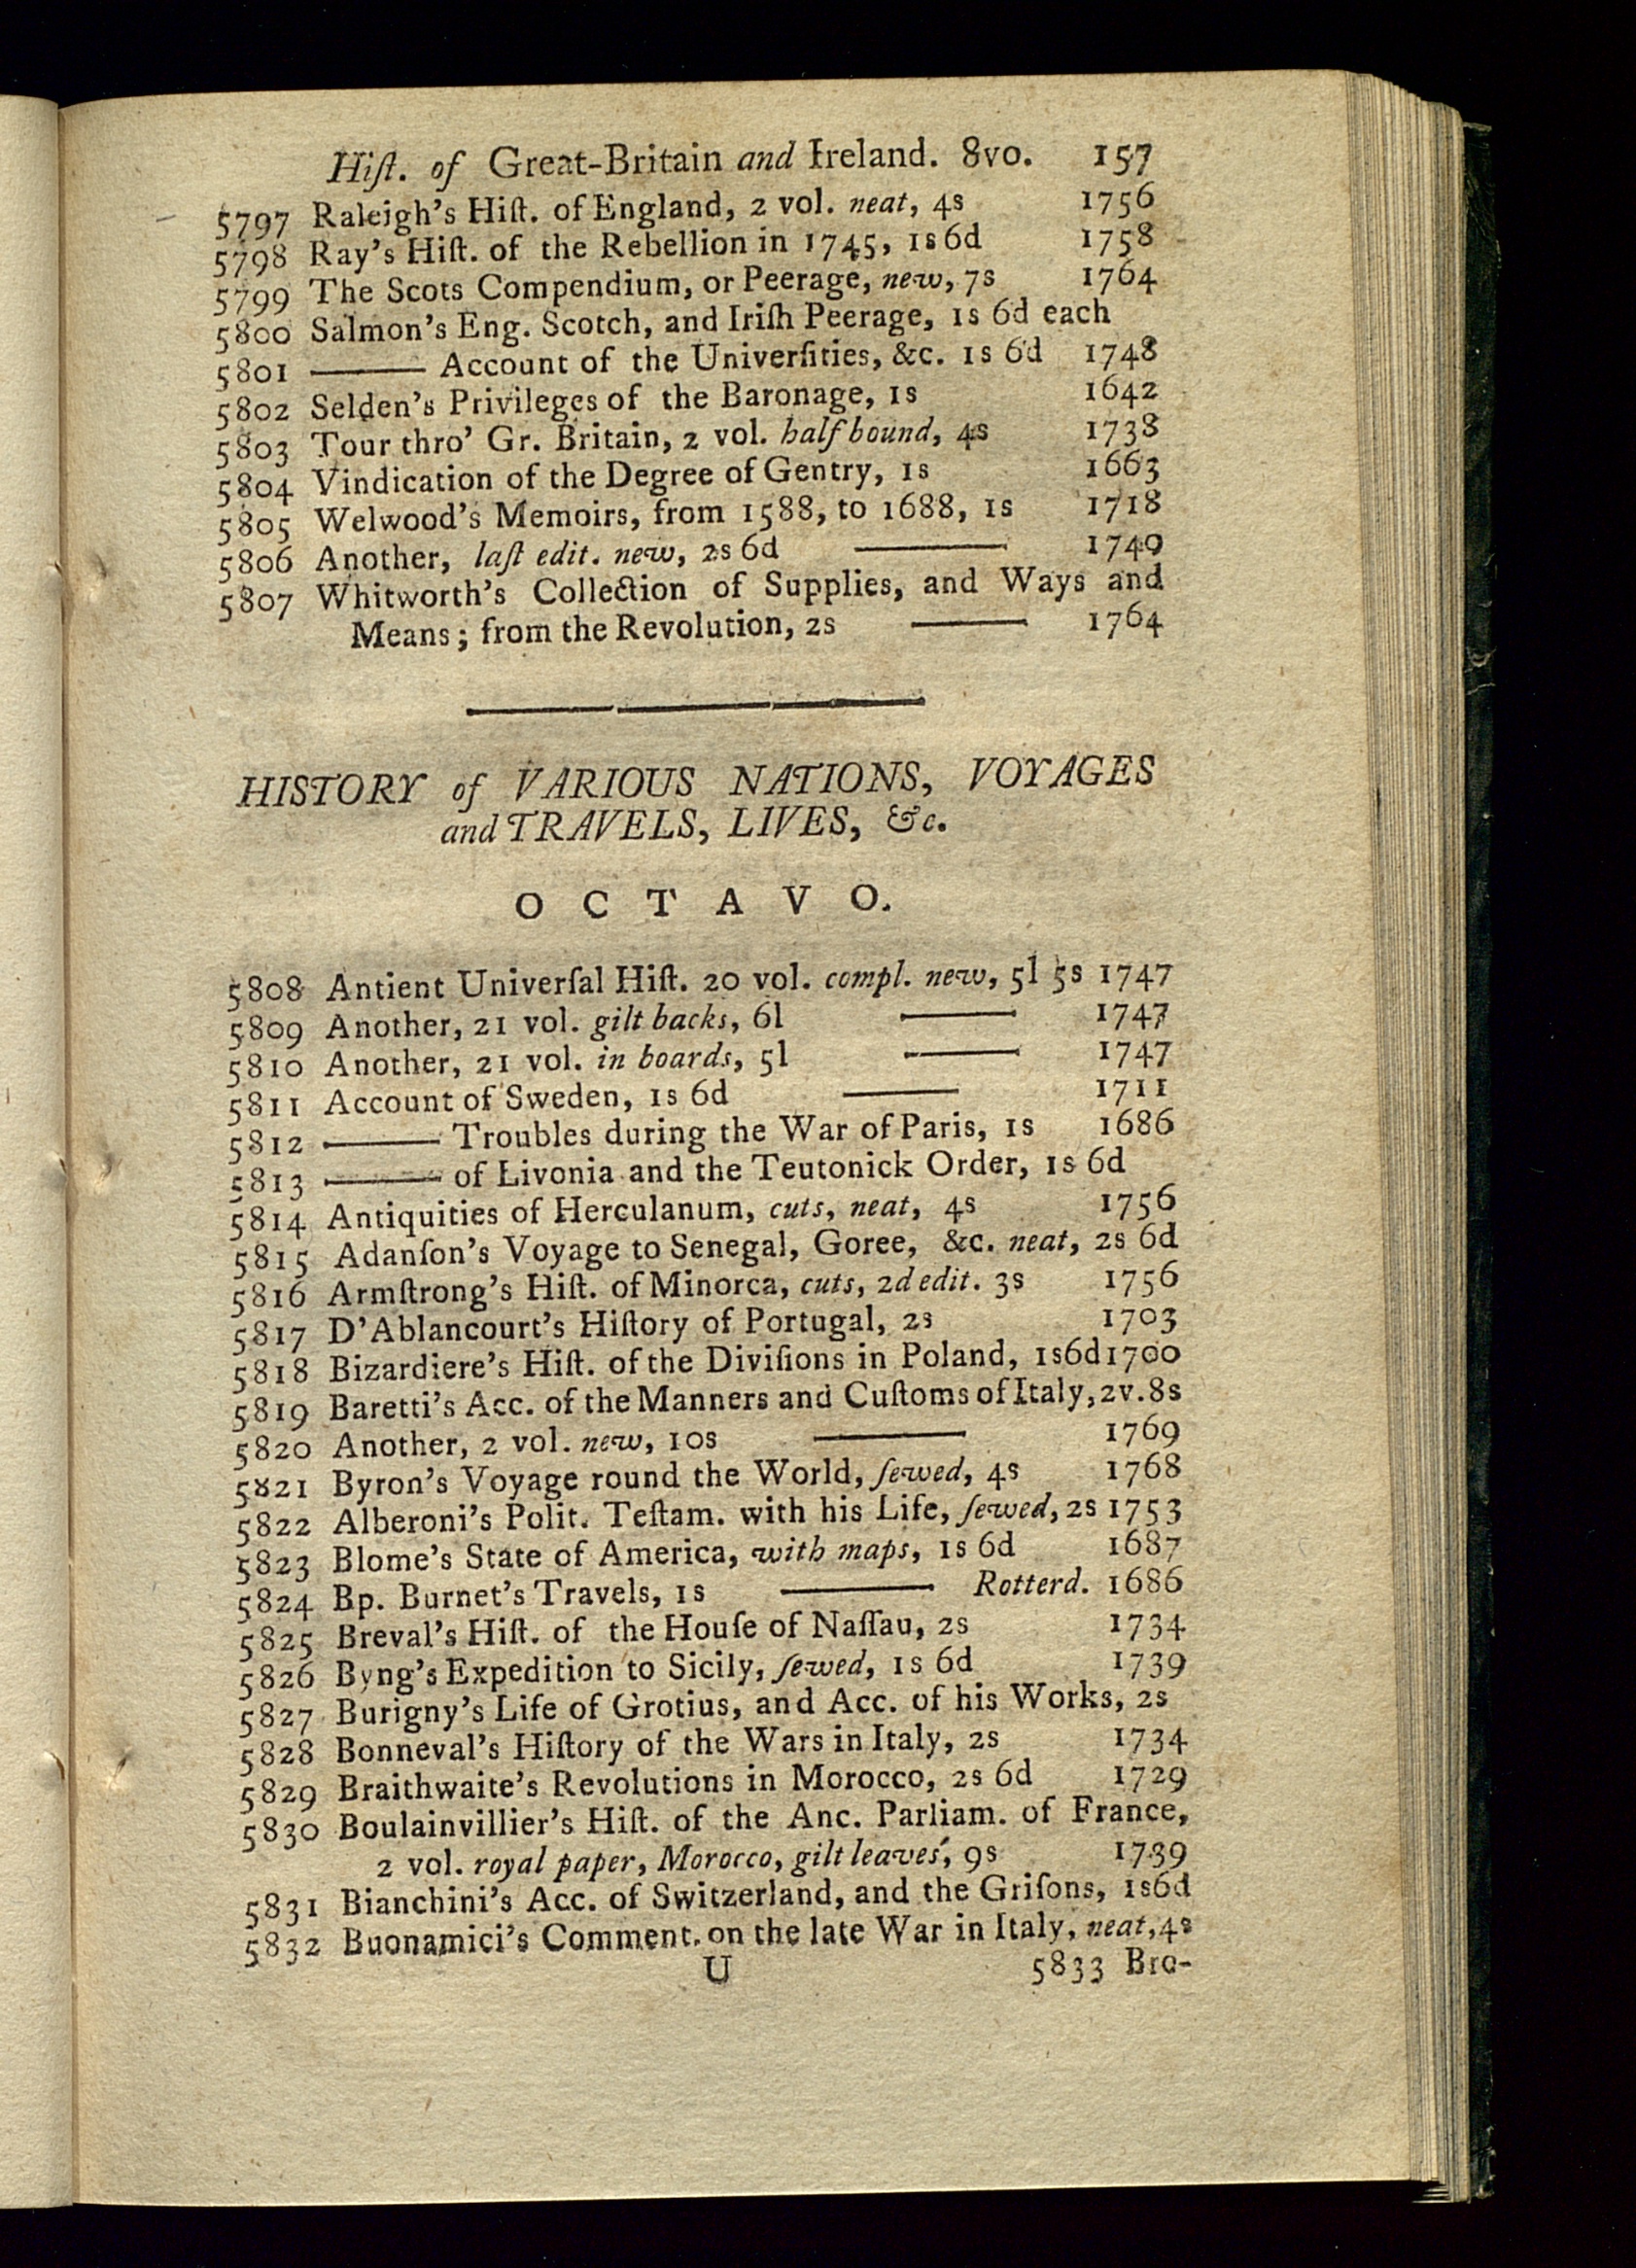 Hiſt. of Great-Britain and Ireland. 8vo. 157
5797 Raleigh's Hiſt. of England, 2 vol. neat, 4s 1756
5798 Ray's Hiſt. of the Rebellion in 1745, 1s 6d 1758
5799 The Scots Compendium, or Peerage, new, 7s 1764
5800 Salmon's Eng. Scotch, and Iriſh Peerage, 1s 6d each
5801 ——— Account of the Univerſities, &c. 1s 6d 1748
5802 Selden's Privileges of the Baronage, 1s 1642
5803 Tour thro' Gr. Britain, 2 vol. half bound, 4s 1738
5804 Vindication of the Degree of Gentry, 1s 1663
5805 Welwood's Memoirs, from 1588, to 1688, 1s 1718
5806 Another, laſt edit. new, 2s 6d ——— 1749
5807 Whitworth's Collection of Supplies, and Ways and
Means; from the Revolution, 2s ——— 1764
HISTORY of VARIOUS NATIONS, VOYAGES
and TRAVELS, LIVES, &c.
OCTAVO.
5808 Antient Univerſal Hiſt. 20 vol. compl. new, 5l 5s 1747
5809 Another, 21 vol. gilt backs, 6l ——— 1747
5810 Another, 21 vol. in boards, 5l ——— 1747
5811 Account of Sweden, 1s 6d ——— 1711
5812 ——— Troubles during the War of Paris, 1s 1686
5813 ——— of Livonia and the Teutonick Order, 1s 6d
5814 Antiquities of Herculanum, cuts, neat, 4s 1756
5815 Adanſon's Voyage to Senegal, Goree, &c. neat, 2s 6d
5816 Armſtrong's Hiſt. of Minorca, cuts, 2d edit. 3s 1756
5817 D'Ablancourt's Hiſtory of Portugal, 2s 1703
5818 Bizardiere's Hiſt. of the Diviſions in Poland, 1s6d 1700
5819 Baretti's Acc. of the Manners and Cuſtoms of Italy, 2v. 8s
5820 Another, 2 vol. new, 10s ——— 1769
5821 Byron's Voyage round the World, ſewed, 4s 1768
5822 Alberoni's Polit. Teſtam. with his Life, ſewed, 2s 1753
5823 Blome's State of America, with maps, 1s 6d 1687
5824 Bp. Burnet's Travels, 1s ——— Rotterd. 1686
5825 Breval's Hiſt. of the Houſe of Naſſau, 2s 1734
5826 Byng's Expedition to Sicily, ſewed, 1s 6d 1739
5827 Burigny's Life of Grotius, and Acc. of his Works, 2s
5828 Bonneval's Hiſtory of the Wars in Italy, 2s 1734
5829 Braithwaite's Revolutions in Morocco, 2s 6d 1729
5830 Boulainvillier's Hiſt. of the Anc. Parliam. of France,
2 vol. royal paper, Morocco, gilt leaves, 9s 1739
5831 Bianchini's Acc. of Switzerland, and the Griſons, 1s6d
5832 Buonamici's Comment. on the late War in Italy, neat, 4s
U 5833 Bro-